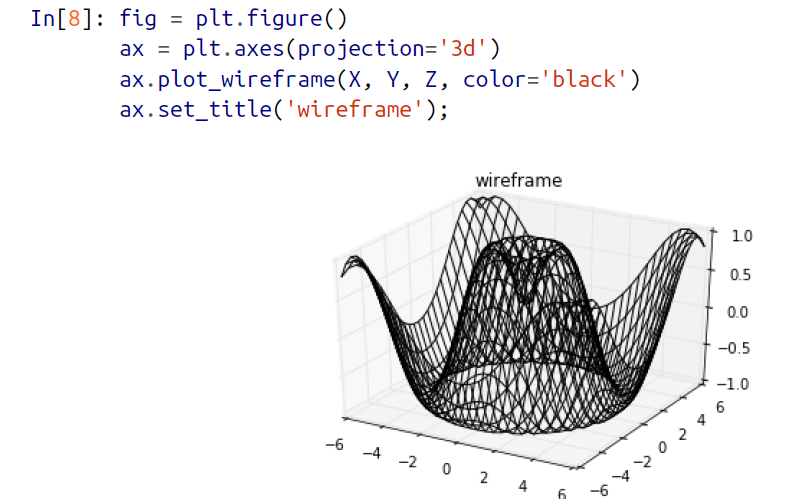 In[8]: fig = plt.figure()
ax = plt.axes(projection='3d')
ax.plot_wireframe(X, Y, Z, color='black')
ax.set_title('wireframe');
wireframe
1.0
0.5
0.0
−0.5
−1.0
−6 −4 −2 0 2 4 6
−6 −4 −2 0 2 4 6